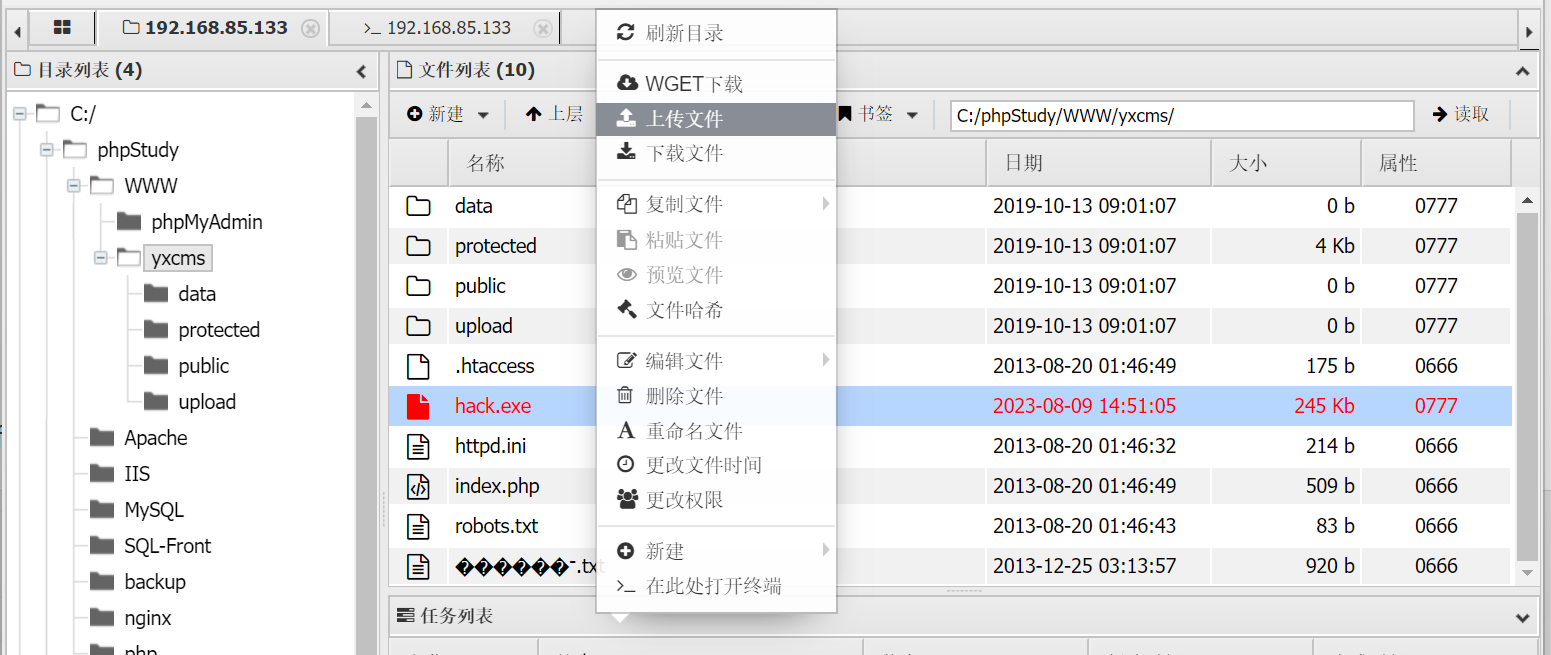 192.168.85.133
>_ 192.168.85.133
目录列表 (4)
C:/
phpStudy
WWW
phpMyAdmin
yxcms
data
protected
public
upload
Apache
IIS
MySQL
SQL-Front
backup
nginx
php
文件列表 (10)
新建
上层
书签
C:/phpStudy/WWW/yxcms/
读取
名称 日期 大小 属性
data 2019-10-13 09:01:07 0 b 0777
protected 2019-10-13 09:01:07 4 Kb 0777
public 2019-10-13 09:01:07 0 b 0777
upload 2019-10-13 09:01:07 0 b 0777
.htaccess 2013-08-20 01:46:49 175 b 0666
hack.exe 2023-08-09 14:51:05 245 Kb 0777
httpd.ini 2013-08-20 01:46:32 214 b 0666
index.php 2013-08-20 01:46:49 509 b 0666
robots.txt 2013-08-20 01:46:43 83 b 0666
������־.txt 2013-12-25 03:13:57 920 b 0666
刷新目录
WGET下载
上传文件
下载文件
复制文件
粘贴文件
预览文件
文件哈希
编辑文件
删除文件
重命名文件
更改文件时间
更改权限
新建
>_ 在此处打开终端
任务列表